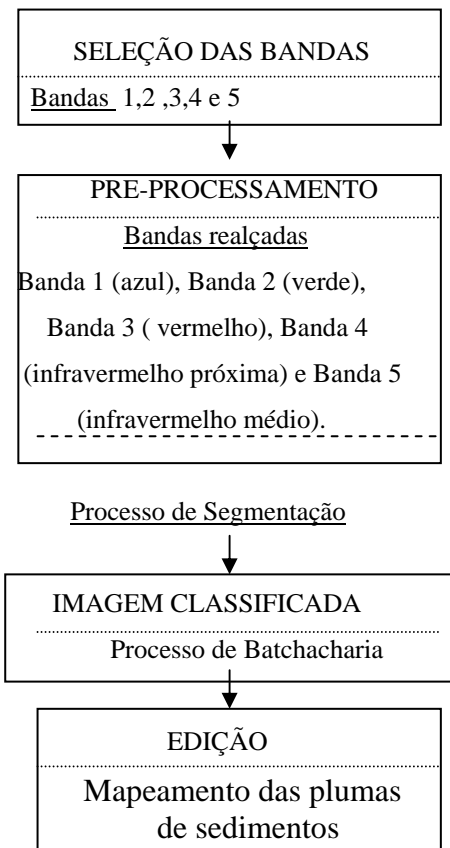 SELEÇÃO DAS BANDAS
Bandas 1,2 ,3,4 e 5
PRE-PROCESSAMENTO
Bandas realçadas
Banda 1 (azul), Banda 2 (verde),
Banda 3 ( vermelho), Banda 4
(infravermelho próxima) e Banda 5
(infravermelho médio).
Processo de Segmentação
IMAGEM CLASSIFICADA
Processo de Batchacharia
EDIÇÃO
Mapeamento das plumas
de sedimentos